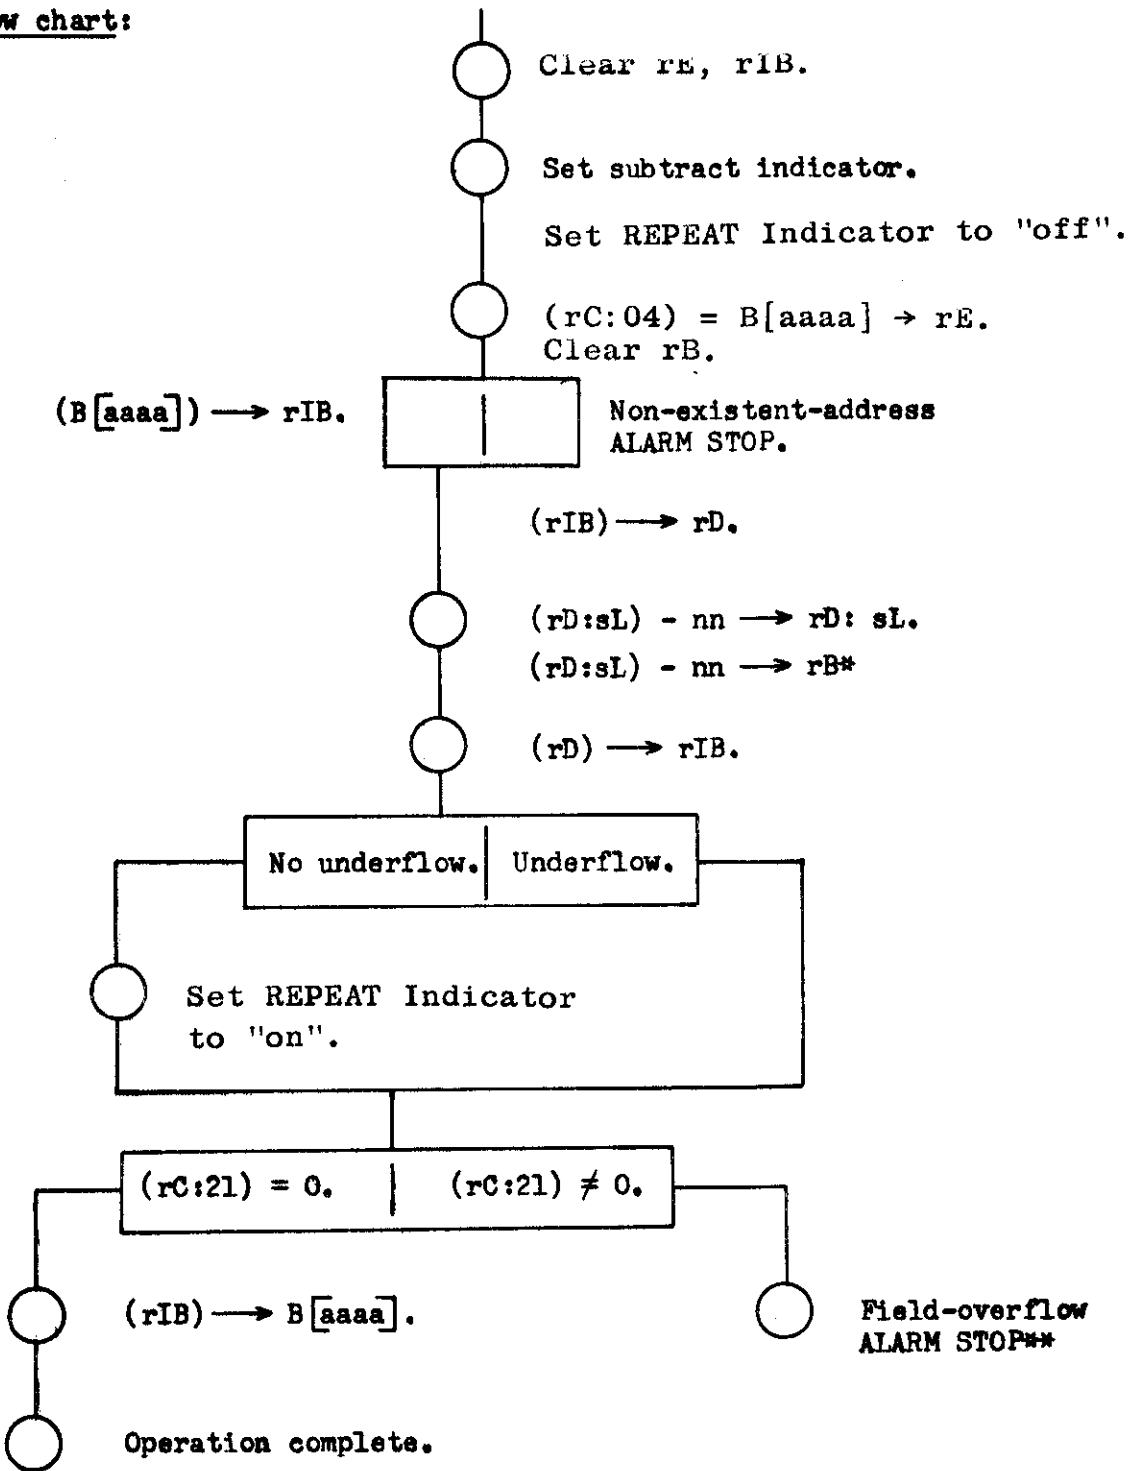 ow chart:
Clear rE, rIB.
Set subtract indicator.
Set REPEAT Indicator to "off".
(rC:04) = B[aaaa] → rE.
Clear rB.
(B[aaaa]) → rIB.
Non-existent-address
ALARM STOP.
(rIB) → rD.
(rD:sL) - nn → rD: sL.
(rD:sL) - nn → rB*
(rD) → rIB.
No underflow. | Underflow.
Set REPEAT Indicator
to "on".
(rC:21) = 0. | (rC:21) ≠ 0.
(rIB) → B[aaaa].
Field-overflow
ALARM STOP**
Operation complete.